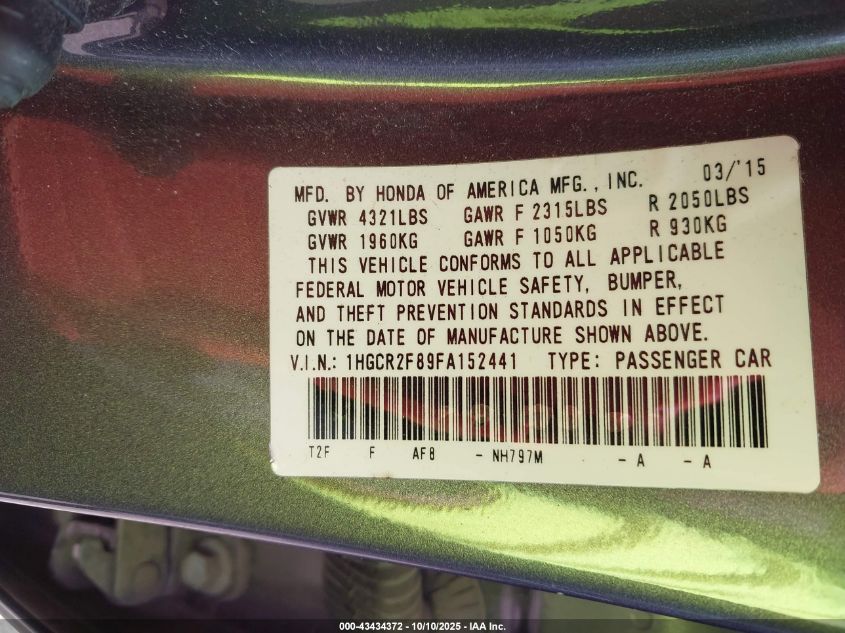 MFD. BY HONDA OF AMERICA MFG., INC. 03/'15
GVWR 4321LBS GAWR F 2315LBS R 2050LBS
GVWR 1960KG GAWR F 1050KG R 930KG
THIS VEHICLE CONFORMS TO ALL APPLICABLE
FEDERAL MOTOR VEHICLE SAFETY, BUMPER,
AND THEFT PREVENTION STANDARDS IN EFFECT
ON THE DATE OF MANUFACTURE SHOWN ABOVE.
V.I.N.: 1HGCR2F89FA152441 TYPE: PASSENGER CAR
T2F F AF8 - NH797M - A - A
000-43434372 - 10/10/2025 - IAA Inc.